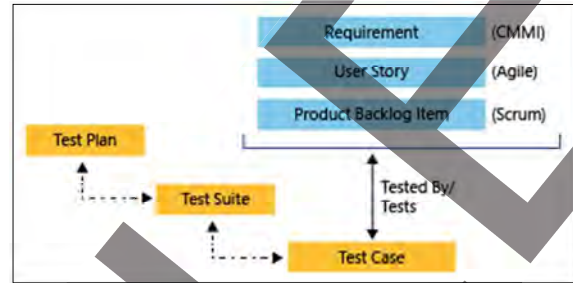 Requirement (CMMI)
User Story (Agile)
Product Backlog Item (Scrum)
Test Plan
Tested By/
Tests
Test Suite
Test Case